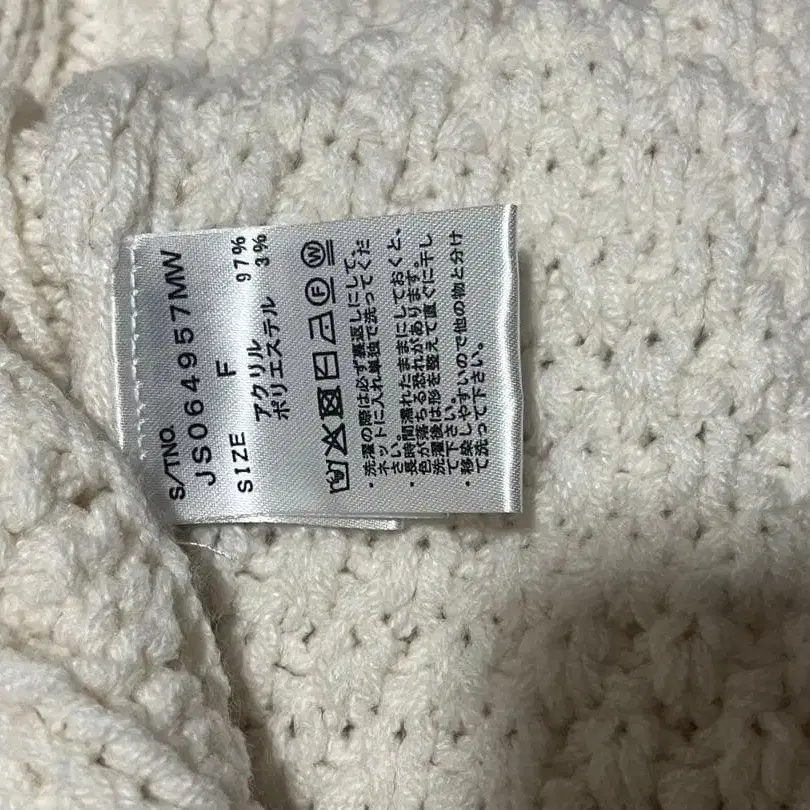 S/TNO.
JS064957MW
SIZE F
アクリル 97%
ポリエステル 3%
・洗濯の際は必ず裏返しにして、
ネットに入れ単独で洗ってくだ
さい。
・長時間濡れたままにしておくと、
色が落ちる恐れがあります。
洗濯後は形を整えて直ぐに干し
て下さい。
・移染しやすいので他の物と分け
て洗って下さい。